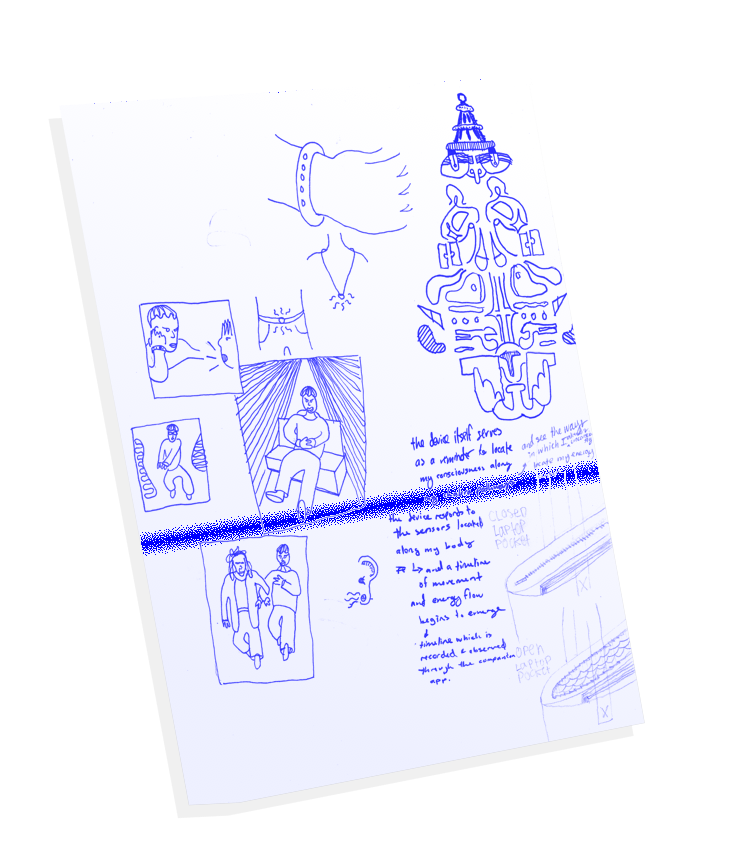 the device itself serves
as a reminder to locate
my consciousness along
and see the ways
in which I
locate my energy
the device responds to
the sensors located
along my body
↳ and a timeline
of movement
and energy flow
begins to emerge
&
timeline which is
recorded & observed
through the companion
app.
CLOSED
Laptop
Pocket
X
OPEN
Laptop
Pocket
X